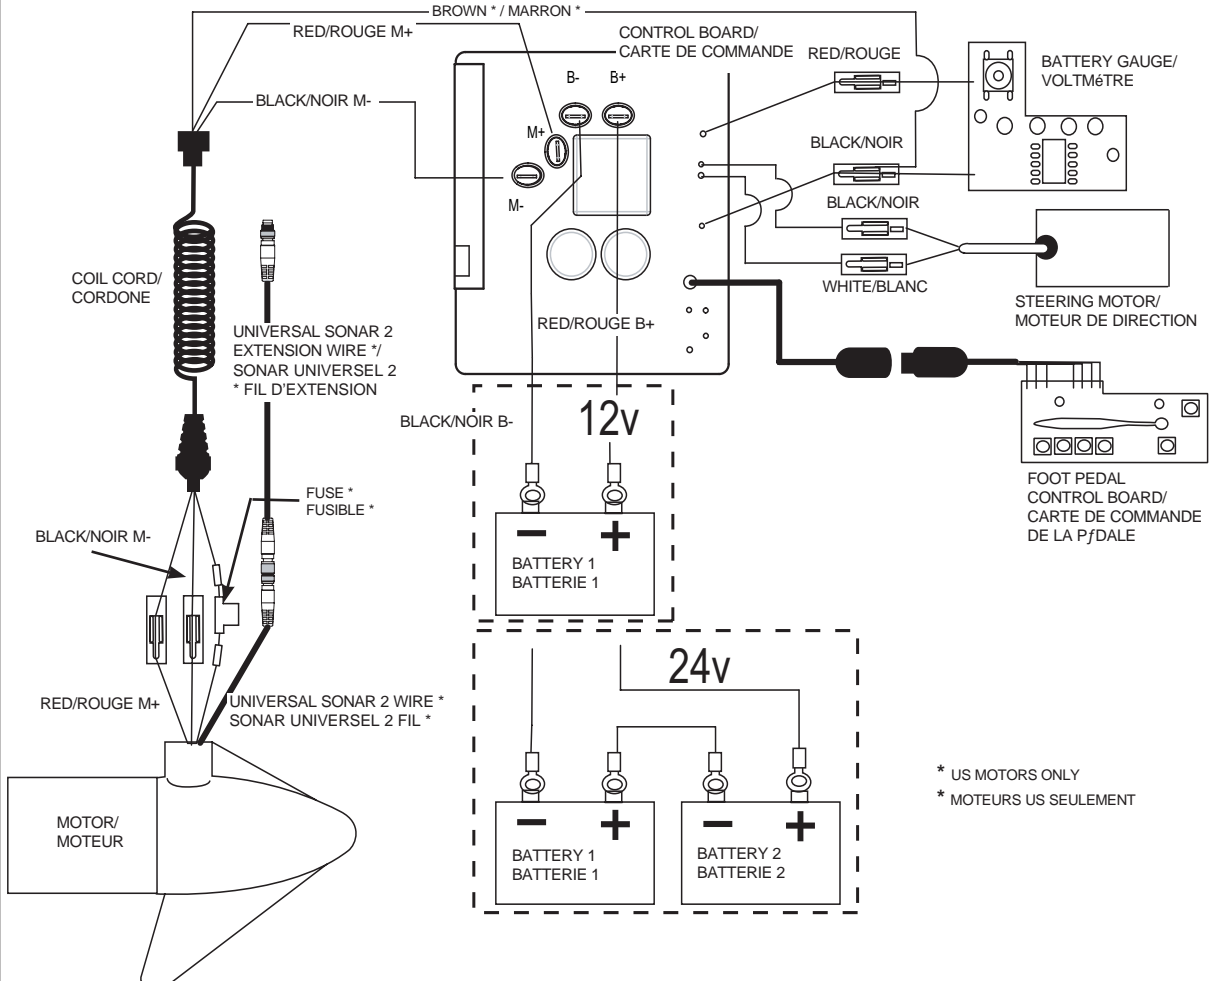 BROWN * / MARRON *
RED/ROUGE M+
CONTROL BOARD/
CARTE DE COMMANDE
RED/ROUGE
BATTERY GAUGE/
VOLTMéTRE
B-
B+
BLACK/NOIR M-
M+
BLACK/NOIR
M-
BLACK/NOIR
COIL CORD/
CORDONE
WHITE/BLANC
STEERING MOTOR/
MOTEUR DE DIRECTION
UNIVERSAL SONAR 2
EXTENSION WIRE */
SONAR UNIVERSEL 2
* FIL D'EXTENSION
RED/ROUGE B+
BLACK/NOIR B-
12v
FOOT PEDAL
CONTROL BOARD/
CARTE DE COMMANDE
DE LA PƒDALE
FUSE *
FUSIBLE *
BLACK/NOIR M-
− +
BATTERY 1
BATTERIE 1
24v
RED/ROUGE M+
UNIVERSAL SONAR 2 WIRE *
SONAR UNIVERSEL 2 FIL *
* US MOTORS ONLY
* MOTEURS US SEULEMENT
MOTOR/
MOTEUR
− +
BATTERY 1
BATTERIE 1
− +
BATTERY 2
BATTERIE 2